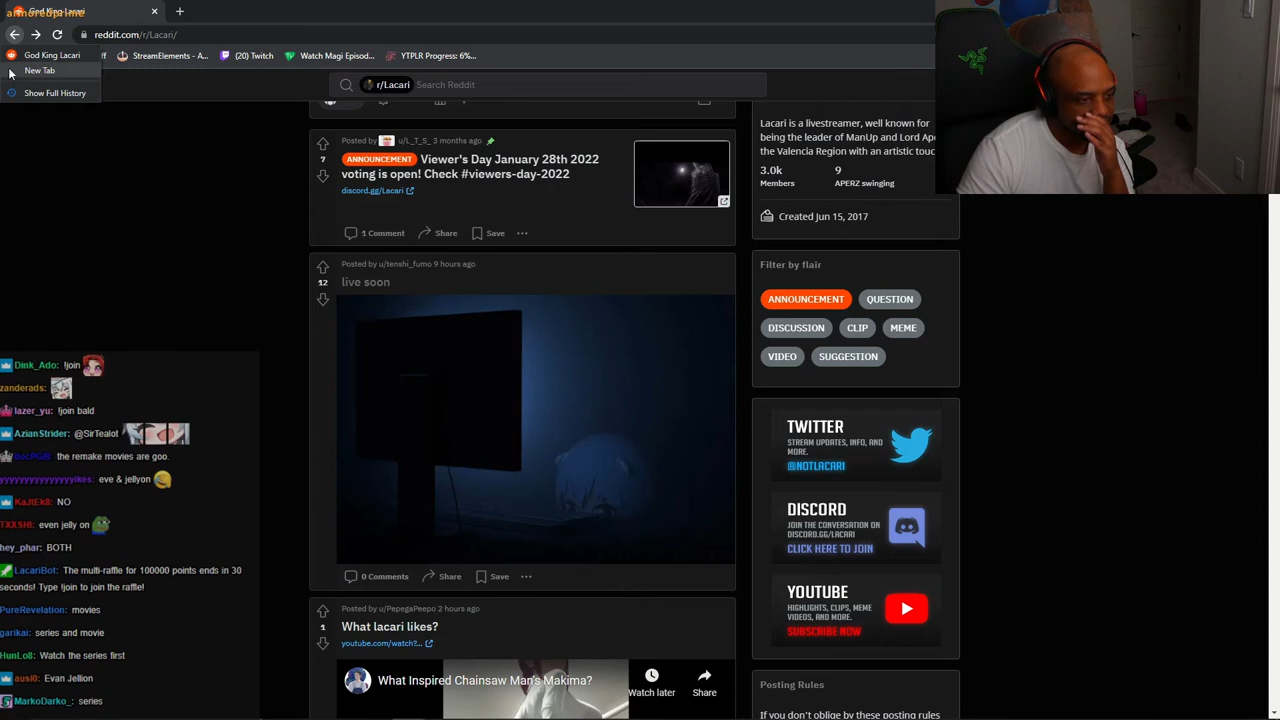 armoredprime
God King Lacari
reddit.com/r/Lacari/
God King Lacari
StreamElements - A...
(20) Twitch
Watch Magi Episod...
YTPLR Progress: 6%...
New Tab
Show Full History
r/Lacari
Search Reddit
Posted by u/L_T_S_ 3 months ago
7
ANNOUNCEMENT Viewer's Day January 28th 2022
voting is open! Check #viewers-day-2022
discord.gg/Lacari
1 Comment
Share
Save
Posted by u/tenshi_fumo 9 hours ago
12
live soon
0 Comments
Share
Save
Posted by u/PepegaPeepo 2 hours ago
1
What lacari likes?
youtube.com/watch?...
What Inspired Chainsaw Man's Makima?
Watch later
Share
Lacari is a livestreamer, well known for
being the leader of ManUp and Lord Ape
the Valencia Region with an artistic touc
3.0k
9
Members
APERZ swinging
Created Jun 15, 2017
Filter by flair
ANNOUNCEMENT
QUESTION
DISCUSSION
CLIP
MEME
VIDEO
SUGGESTION
TWITTER
STREAM UPDATES, INFO, AND
MORE.
@NOTLACARI
DISCORD
JOIN THE CONVERSATION ON
DISCORD.GG/LACARI
CLICK HERE TO JOIN
YOUTUBE
HIGHLIGHTS, CLIPS, MEME
VIDEOS, AND MORE.
SUBSCRIBE NOW
Posting Rules
If you don't oblige by these posting rules
Dink_Ado: !join
zanderads:
lazer_yu: !join bald
AzianStrider: @SirTealot
docPGB: the remake movies are goo.
yyyyyyyyyyyyyyikes: eve & jellyon
KaJtEk8: NO
TXXSHI: even jelly on
hey_phar: BOTH
LacariBot: The multi-raffle for 100000 points ends in 30
seconds! Type !join to join the raffle!
PureRevelation: movies
garikai: series and movie
HunLo8: Watch the series first
ausi0: Evan Jellion
MarkoDarko_: series